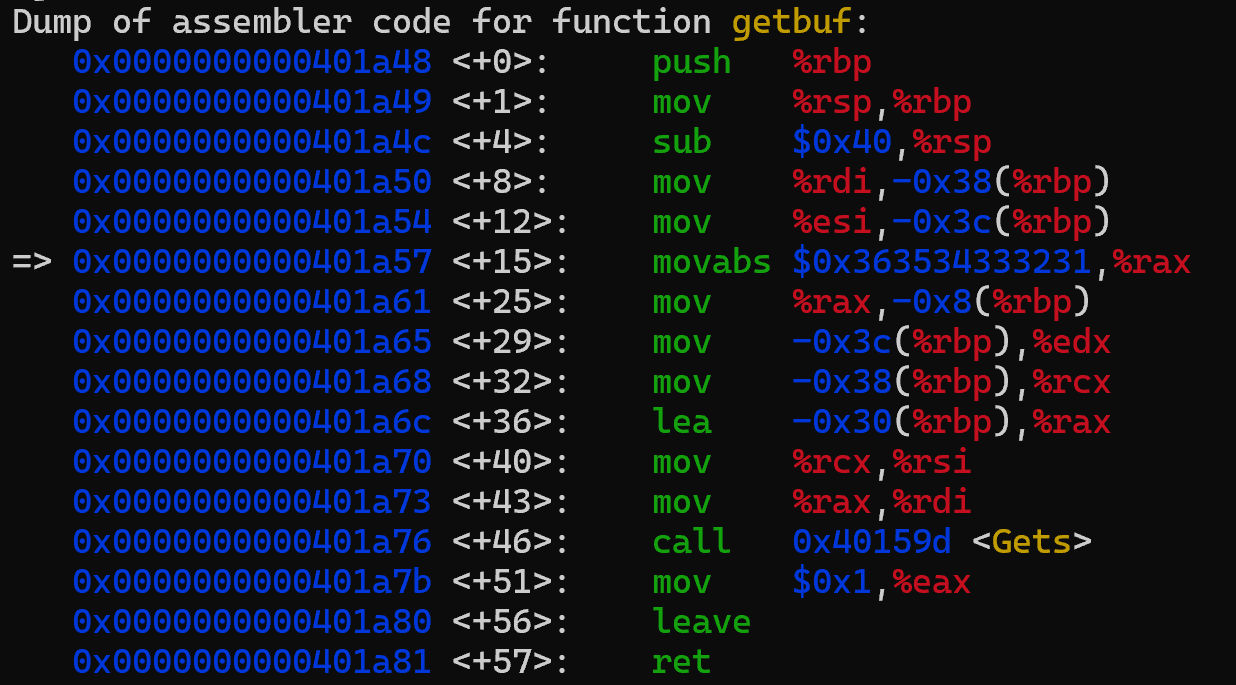 Dump of assembler code for function getbuf:
   0x0000000000401a48 <+0>:     push   %rbp
   0x0000000000401a49 <+1>:     mov    %rsp,%rbp
   0x0000000000401a4c <+4>:     sub    $0x40,%rsp
   0x0000000000401a50 <+8>:     mov    %rdi,-0x38(%rbp)
   0x0000000000401a54 <+12>:    mov    %esi,-0x3c(%rbp)
=> 0x0000000000401a57 <+15>:    movabs $0x363534333231,%rax
   0x0000000000401a61 <+25>:    mov    %rax,-0x8(%rbp)
   0x0000000000401a65 <+29>:    mov    -0x3c(%rbp),%edx
   0x0000000000401a68 <+32>:    mov    -0x38(%rbp),%rcx
   0x0000000000401a6c <+36>:    lea    -0x30(%rbp),%rax
   0x0000000000401a70 <+40>:    mov    %rcx,%rsi
   0x0000000000401a73 <+43>:    mov    %rax,%rdi
   0x0000000000401a76 <+46>:    call   0x40159d <Gets>
   0x0000000000401a7b <+51>:    mov    $0x1,%eax
   0x0000000000401a80 <+56>:    leave
   0x0000000000401a81 <+57>:    ret